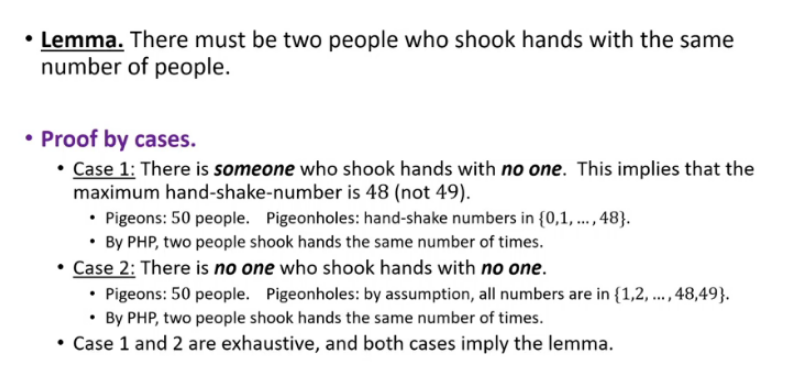 • Lemma. There must be two people who shook hands with the same
number of people.
• Proof by cases.
• Case 1: There is someone who shook hands with no one. This implies that the
maximum hand-shake-number is 48 (not 49).
• Pigeons: 50 people. Pigeonholes: hand-shake numbers in {0,1, ... , 48}.
• By PHP, two people shook hands the same number of times.
• Case 2: There is no one who shook hands with no one.
• Pigeons: 50 people. Pigeonholes: by assumption, all numbers are in {1,2, ... , 48,49}.
• By PHP, two people shook hands the same number of times.
• Case 1 and 2 are exhaustive, and both cases imply the lemma.